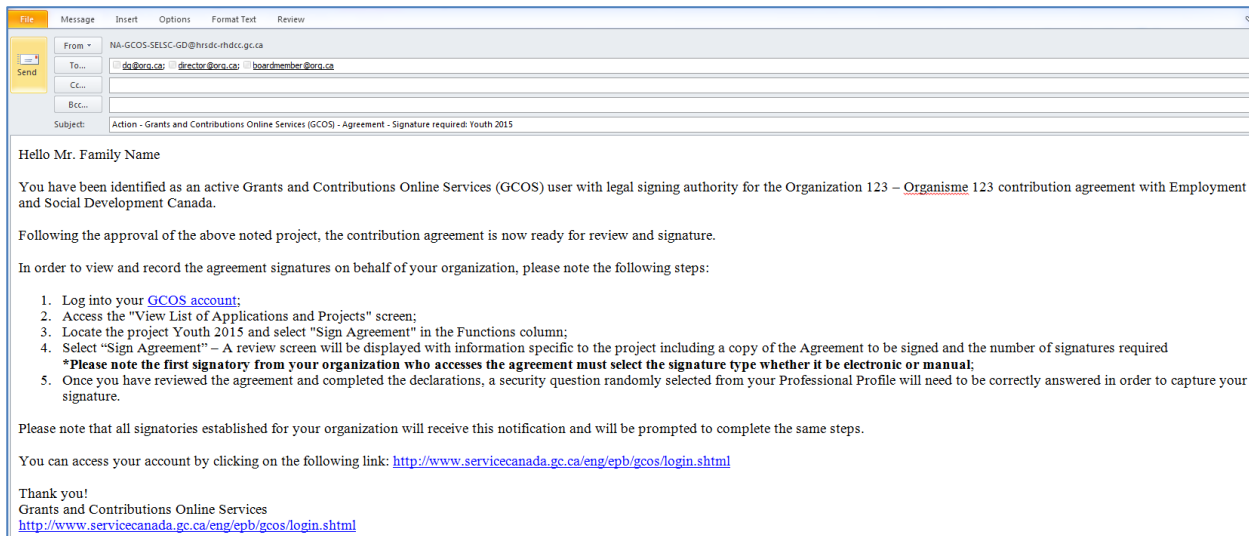 File Message Insert Options Format Text Review
From NA-GCOS-SELSC-GD@hrsdc-rhdcc.gc.ca
Send
To... dg@org.ca; director@org.ca; boardmember@org.ca
Cc...
Bcc...
Subject: Action - Grants and Contributions Online Services (GCOS) - Agreement - Signature required: Youth 2015
Hello Mr. Family Name
You have been identified as an active Grants and Contributions Online Services (GCOS) user with legal signing authority for the Organization 123 – Organisme 123 contribution agreement with Employment
and Social Development Canada.
Following the approval of the above noted project, the contribution agreement is now ready for review and signature.
In order to view and record the agreement signatures on behalf of your organization, please note the following steps:
1. Log into your GCOS account;
2. Access the "View List of Applications and Projects" screen;
3. Locate the project Youth 2015 and select "Sign Agreement" in the Functions column;
4. Select “Sign Agreement” – A review screen will be displayed with information specific to the project including a copy of the Agreement to be signed and the number of signatures required
*Please note the first signatory from your organization who accesses the agreement must select the signature type whether it be electronic or manual;
5. Once you have reviewed the agreement and completed the declarations, a security question randomly selected from your Professional Profile will need to be correctly answered in order to capture your
signature.
Please note that all signatories established for your organization will receive this notification and will be prompted to complete the same steps.
You can access your account by clicking on the following link: http://www.servicecanada.gc.ca/eng/epb/gcos/login.shtml
Thank you!
Grants and Contributions Online Services
http://www.servicecanada.gc.ca/eng/epb/gcos/login.shtml